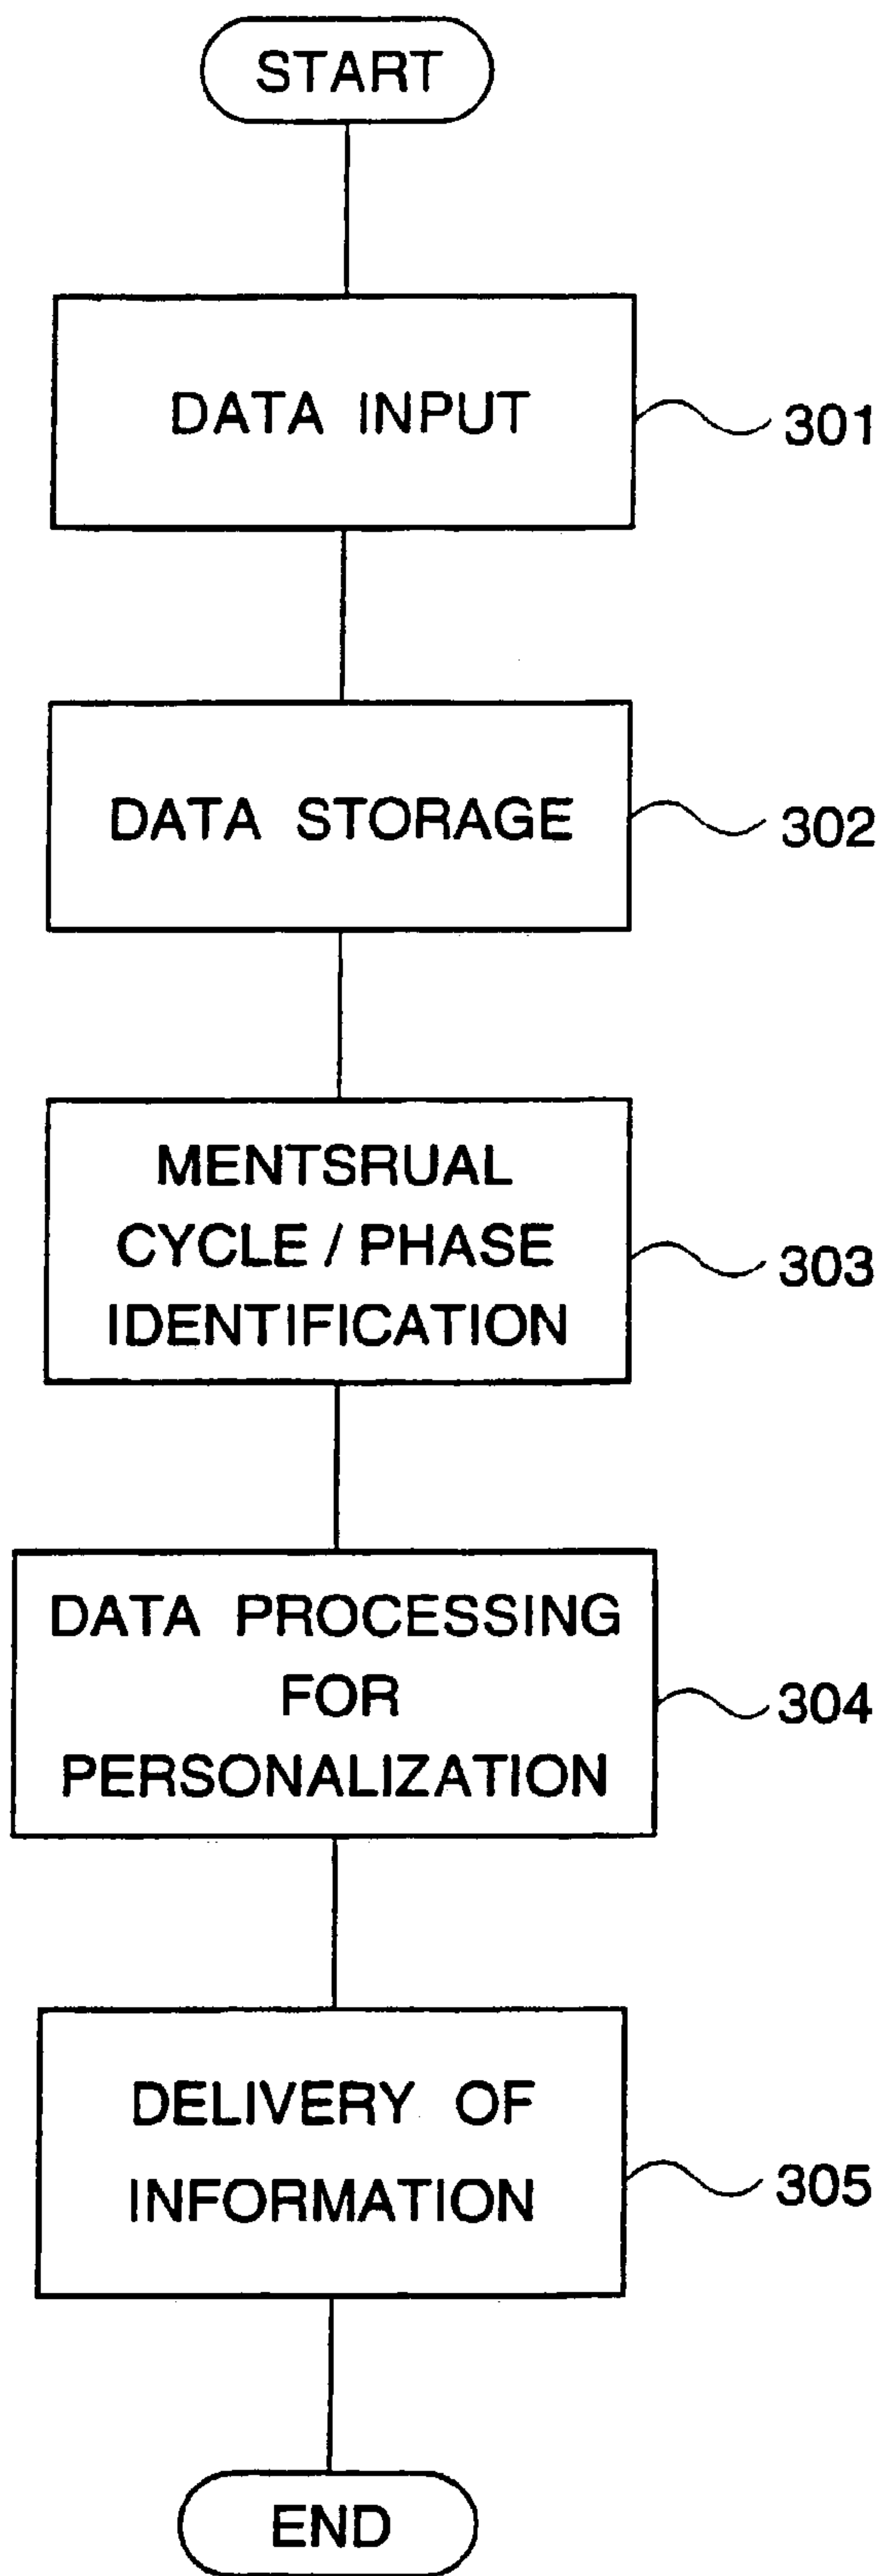 START
DATA INPUT
301
DATA STORAGE
302
MENTSRUAL
CYCLE / PHASE
IDENTIFICATION
303
DATA PROCESSING
FOR
PERSONALIZATION
304
DELIVERY OF
INFORMATION
305
END